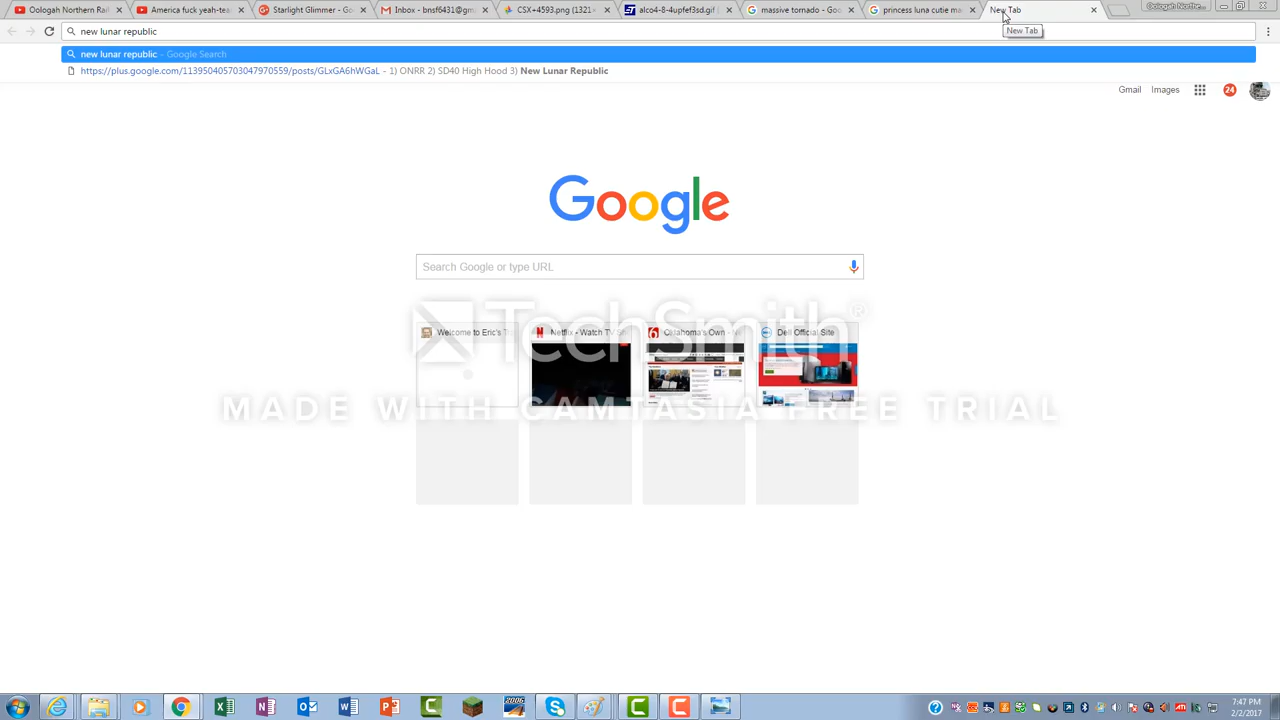 Oologah Northern Rail
America fuck yeah-tea
Starlight Glimmer - Go
Inbox - bnsf6431@gm
CSX+4593.png (1321 ×
alco4-8-4upfef3sd.gif
massive tornado - Goo
princess luna cutie ma
New Tab
Oologah Northe
new lunar republic
New Tab
new lunar republic - Google Search
https://plus.google.com/113950405703047970559/posts/GLxGA6hWGaL - 1) ONRR 2) SD40 High Hood 3) New Lunar Republic
Gmail Images 24
Google
Search Google or type URL
TechSmith®
Welcome to Eric's T
Netflix - Watch TV S
Oklahoma's Own - N
Dell Official Site
MADE WITH CAMTASIA FREE TRIAL
2006
7:47 PM
2/2/2017